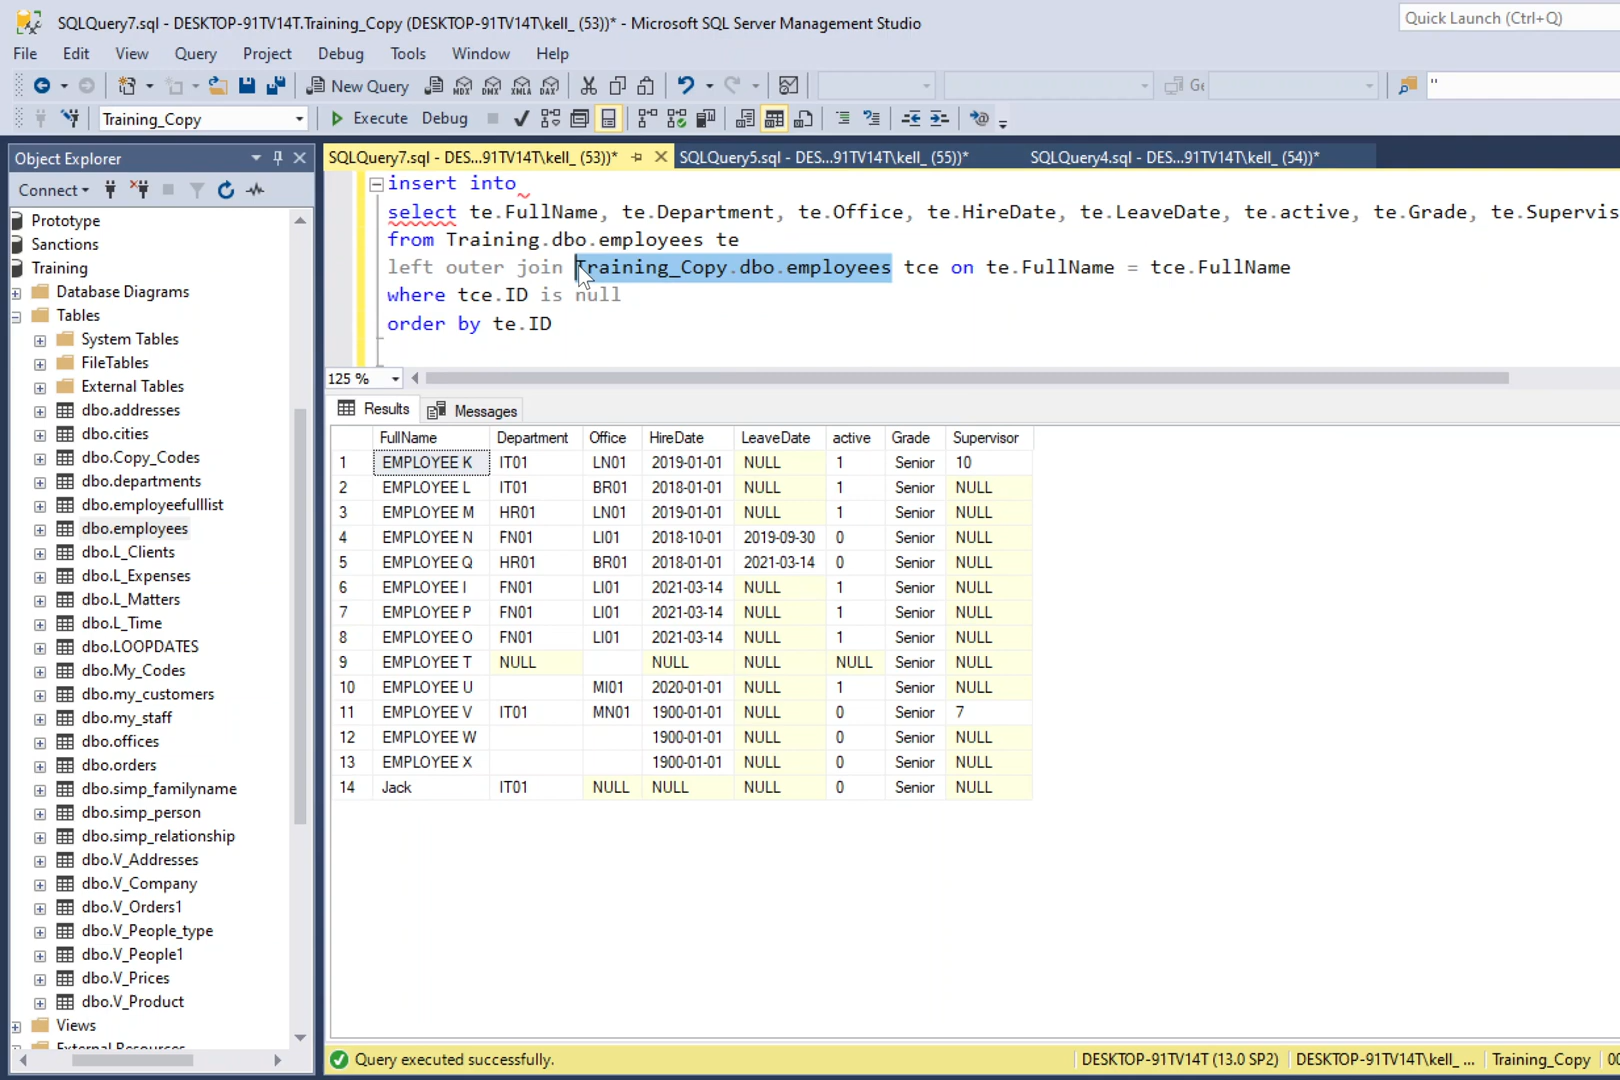 SQLQuery7.sql - DESKTOP-91TV14T.Training_Copy (DESKTOP-91TV14T\kell_ (53))* - Microsoft SQL Server Management Studio
Quick Launch (Ctrl+Q)
File Edit View Query Project Debug Tools Window Help
New Query MDX DMX XMLA DAX Ge "
Training_Copy Execute Debug
Object Explorer
SQLQuery7.sql - DES...91TV14T\kell_ (53))* SQLQuery5.sql - DES...91TV14T\kell_ (55))* SQLQuery4.sql - DES...91TV14T\kell_ (54))*
Connect
Prototype
Sanctions
Training
Database Diagrams
Tables
System Tables
FileTables
External Tables
dbo.addresses
dbo.cities
dbo.Copy_Codes
dbo.departments
dbo.employeefulllist
dbo.employees
dbo.L_Clients
dbo.L_Expenses
dbo.L_Matters
dbo.L_Time
dbo.LOOPDATES
dbo.My_Codes
dbo.my_customers
dbo.my_staff
dbo.offices
dbo.orders
dbo.simp_familyname
dbo.simp_person
dbo.simp_relationship
dbo.V_Addresses
dbo.V_Company
dbo.V_Orders1
dbo.V_People_type
dbo.V_People1
dbo.V_Prices
dbo.V_Product
Views
External Resources
insert into
select te.FullName, te.Department, te.Office, te.HireDate, te.LeaveDate, te.active, te.Grade, te.Supervis
from Training.dbo.employees te
left outer join Training_Copy.dbo.employees tce on te.FullName = tce.FullName
where tce.ID is null
order by te.ID
125 %
Results Messages
FullName Department Office HireDate LeaveDate active Grade Supervisor
1 EMPLOYEE K IT01 LN01 2019-01-01 NULL 1 Senior 10
2 EMPLOYEE L IT01 BR01 2018-01-01 NULL 1 Senior NULL
3 EMPLOYEE M HR01 LN01 2019-01-01 NULL 1 Senior NULL
4 EMPLOYEE N FN01 LI01 2018-10-01 2019-09-30 0 Senior NULL
5 EMPLOYEE Q HR01 BR01 2018-01-01 2021-03-14 0 Senior NULL
6 EMPLOYEE I FN01 LI01 2021-03-14 NULL 1 Senior NULL
7 EMPLOYEE P FN01 LI01 2021-03-14 NULL 1 Senior NULL
8 EMPLOYEE O FN01 LI01 2021-03-14 NULL 1 Senior NULL
9 EMPLOYEE T NULL NULL NULL NULL Senior NULL
10 EMPLOYEE U MI01 2020-01-01 NULL 1 Senior NULL
11 EMPLOYEE V IT01 MN01 1900-01-01 NULL 0 Senior 7
12 EMPLOYEE W 1900-01-01 NULL 0 Senior NULL
13 EMPLOYEE X 1900-01-01 NULL 0 Senior NULL
14 Jack IT01 NULL NULL NULL 0 Senior NULL
Query executed successfully. DESKTOP-91TV14T (13.0 SP2) DESKTOP-91TV14T\kell_ ... Training_Copy 00